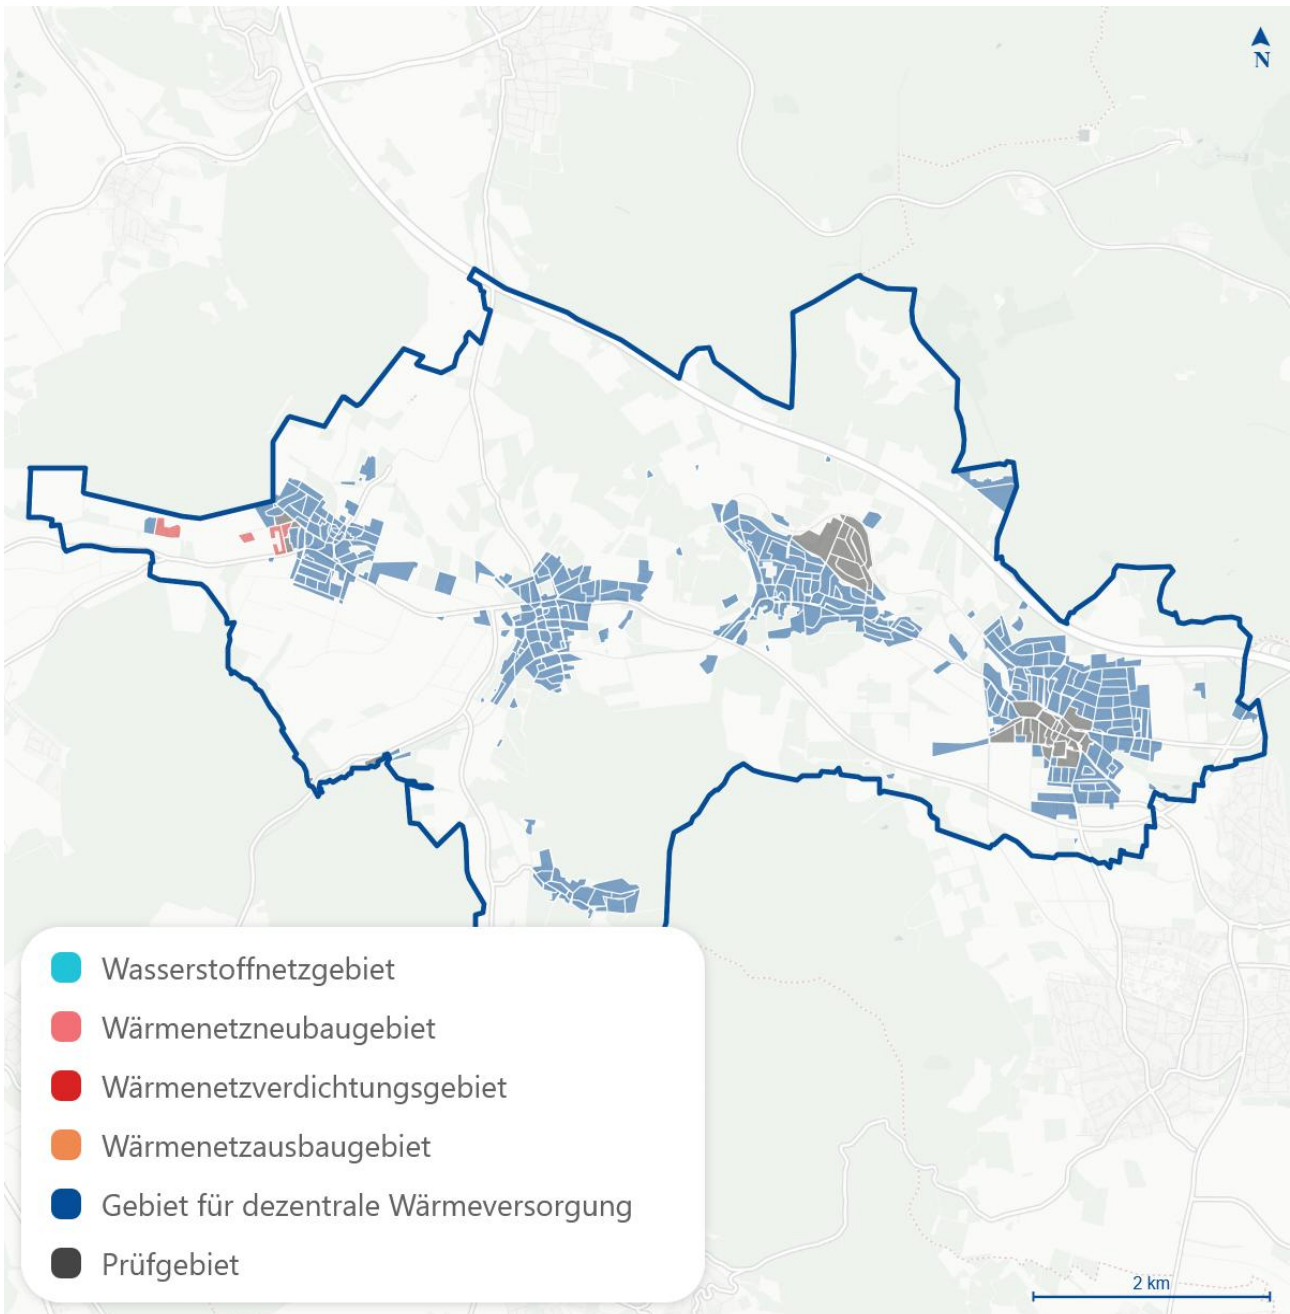 N
Wasserstoffnetzgebiet
Wärmenetzneubaugebiet
Wärmenetzverdichtungsgebiet
Wärmenetzausbaugebiet
Gebiet für dezentrale Wärmeversorgung
Prüfgebiet
2 km